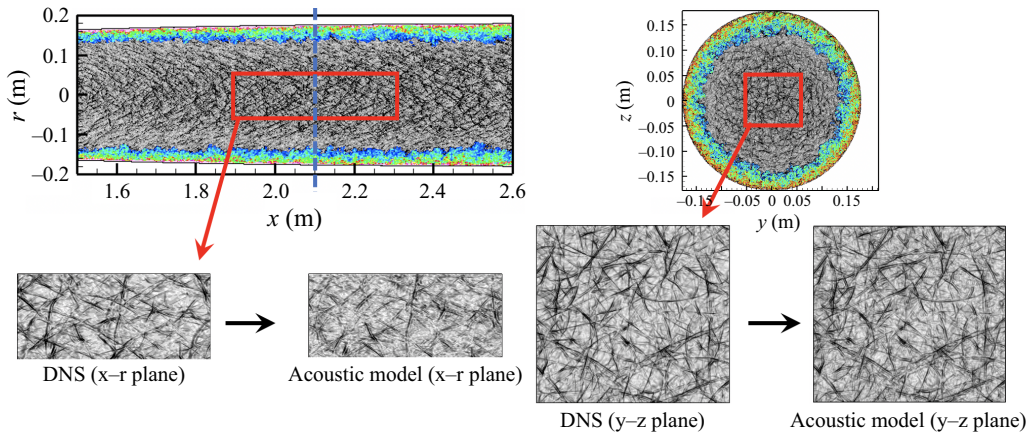 0.2
0.1
0
−0.1
−0.2
r (m)
1.6
1.8
2.0
2.2
2.4
2.6
x (m)
0.15
0.10
0.05
0
−0.05
−0.10
−0.15
z (m)
−0.15
−0.05
0
0.05
0.15
y (m)
DNS (x–r plane)
Acoustic model (x–r plane)
DNS (y–z plane)
Acoustic model (y–z plane)